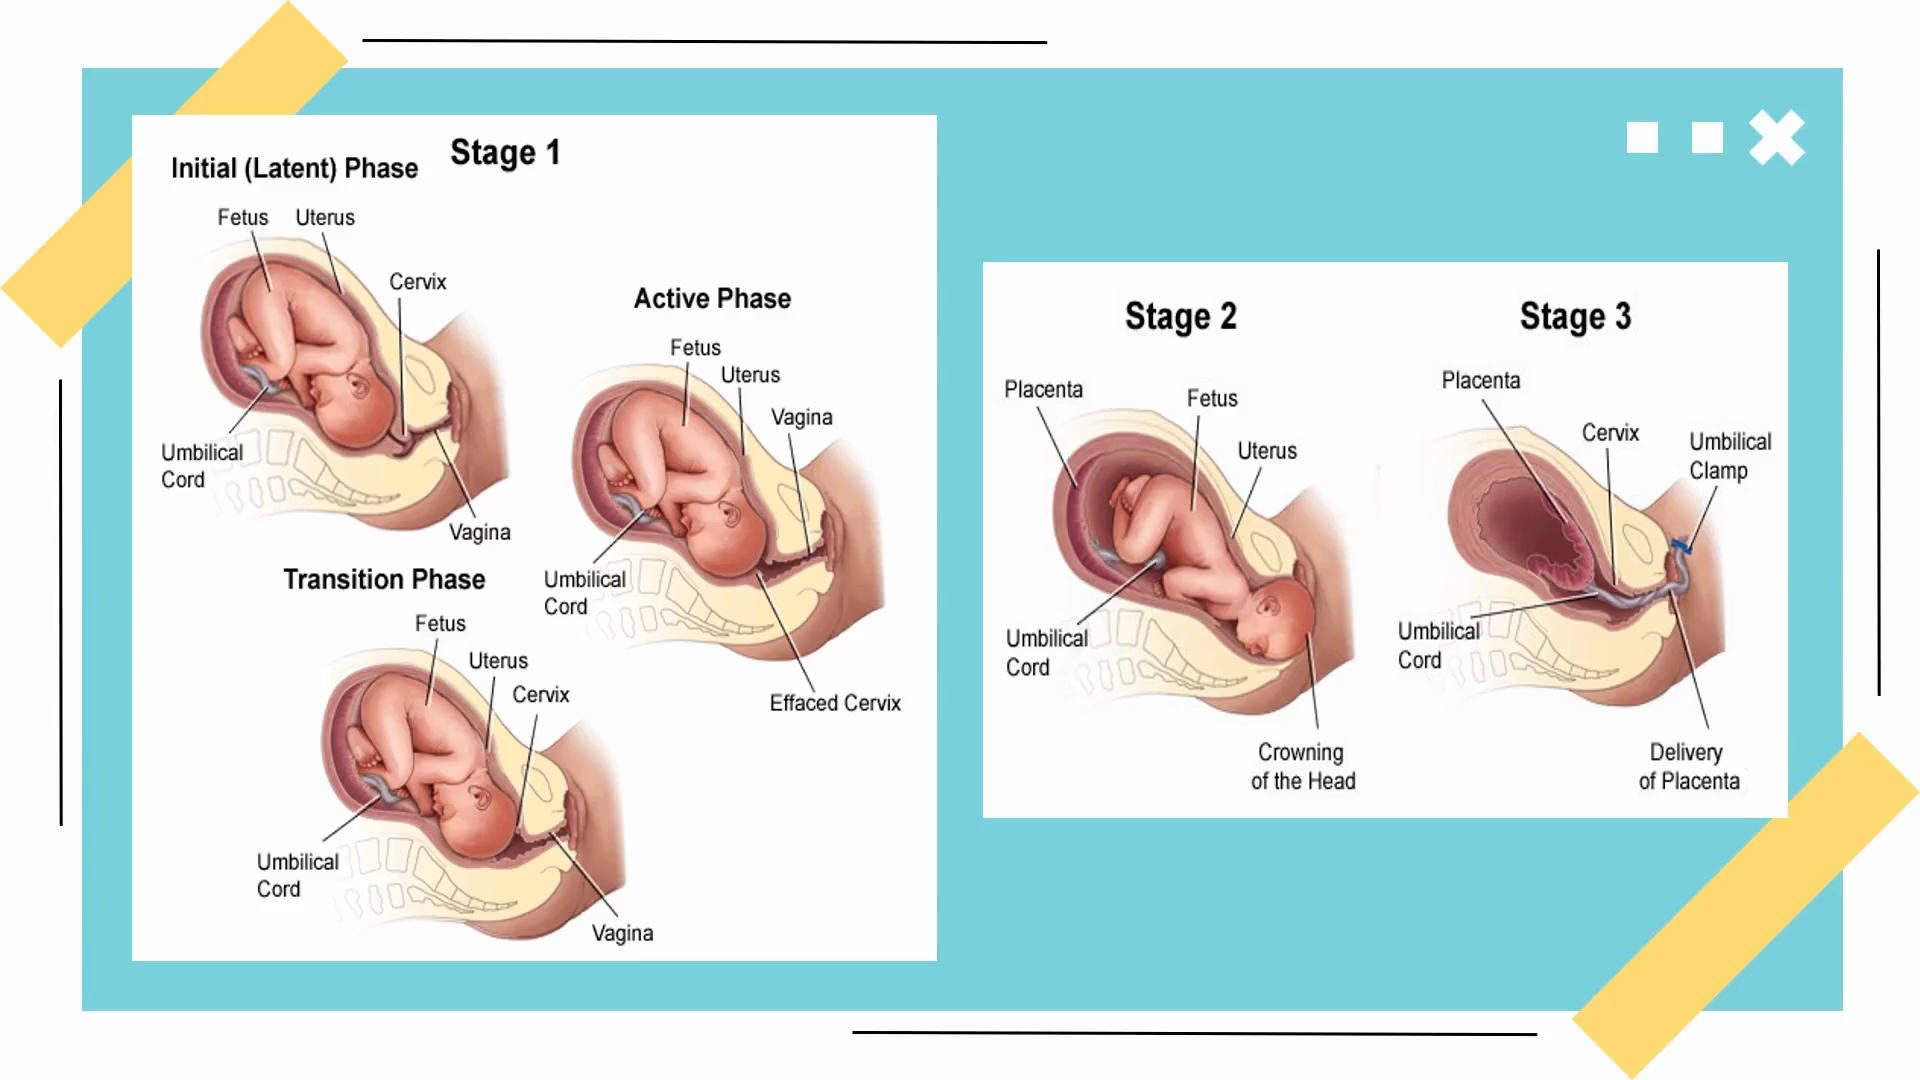 Stage 1
Initial (Latent) Phase
Fetus
Uterus
Cervix
Umbilical
Cord
Vagina
Active Phase
Fetus
Uterus
Vagina
Umbilical
Cord
Effaced Cervix
Transition Phase
Fetus
Uterus
Cervix
Umbilical
Cord
Vagina
Stage 2
Placenta
Fetus
Uterus
Umbilical
Cord
Crowning
of the Head
Stage 3
Placenta
Cervix
Umbilical
Clamp
Umbilical
Cord
Delivery
of Placenta